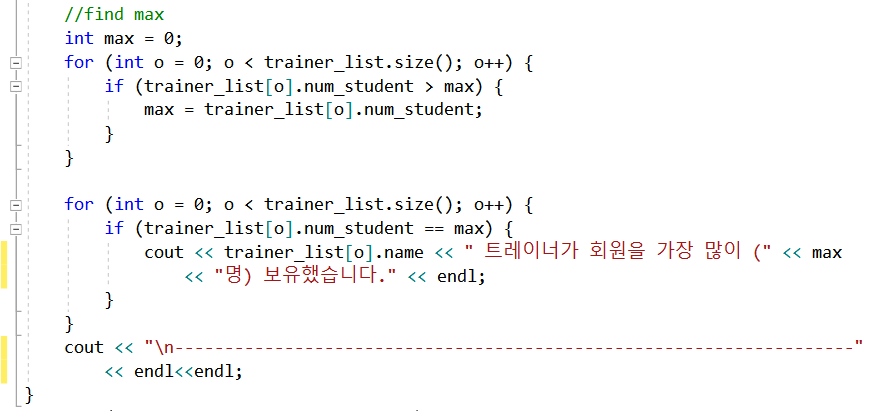 //find max
int max = 0;
for (int o = 0; o < trainer_list.size(); o++) {
if (trainer_list[o].num_student > max) {
max = trainer_list[o].num_student;
}
}
for (int o = 0; o < trainer_list.size(); o++) {
if (trainer_list[o].num_student == max) {
cout << trainer_list[o].name << " 트레이너가 회원을 가장 많이 (" << max
<< "명) 보유했습니다." << endl;
}
}
cout << "\n--------------------------------------------------------------------"
<< endl<<endl;
}